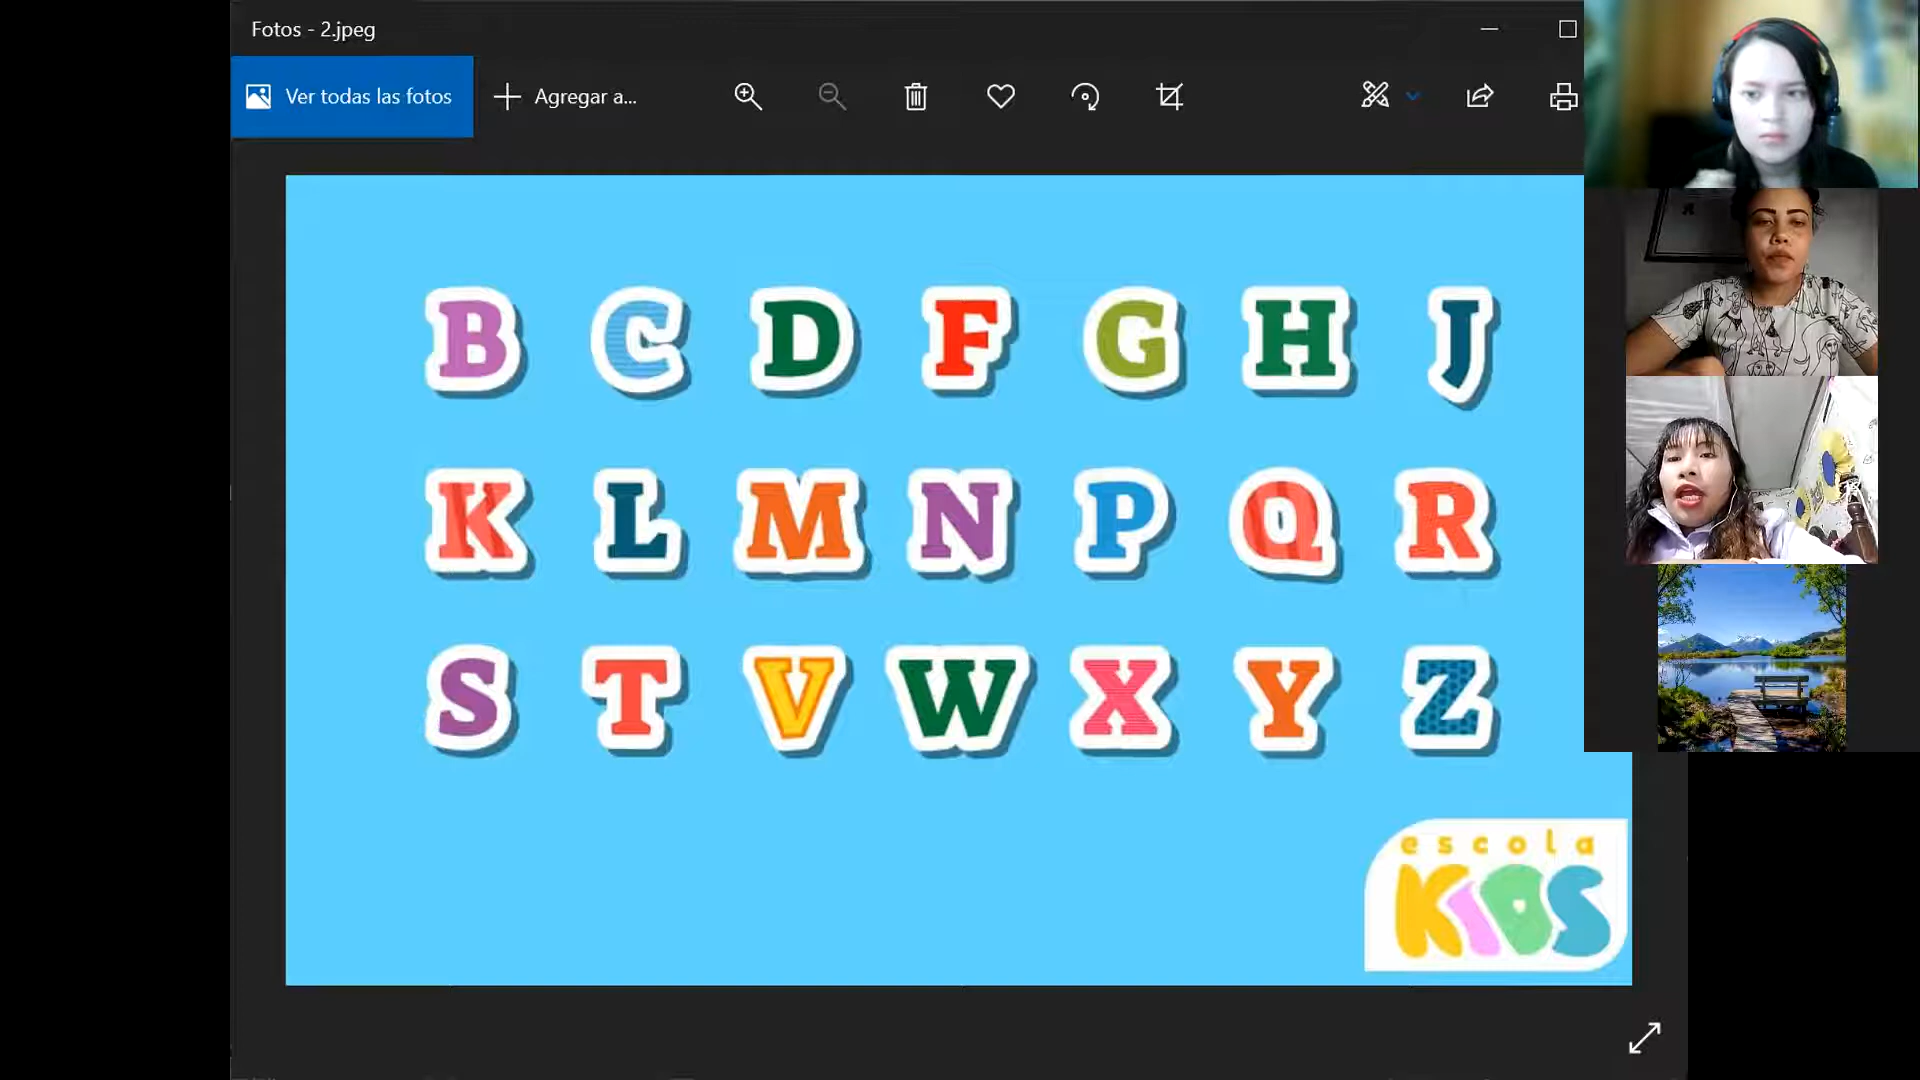 Fotos - 2.jpeg
Ver todas las fotos
Agregar a...
B C D F G H J
K L M N P Q R
S T V W X Y Z
escola
KIDS